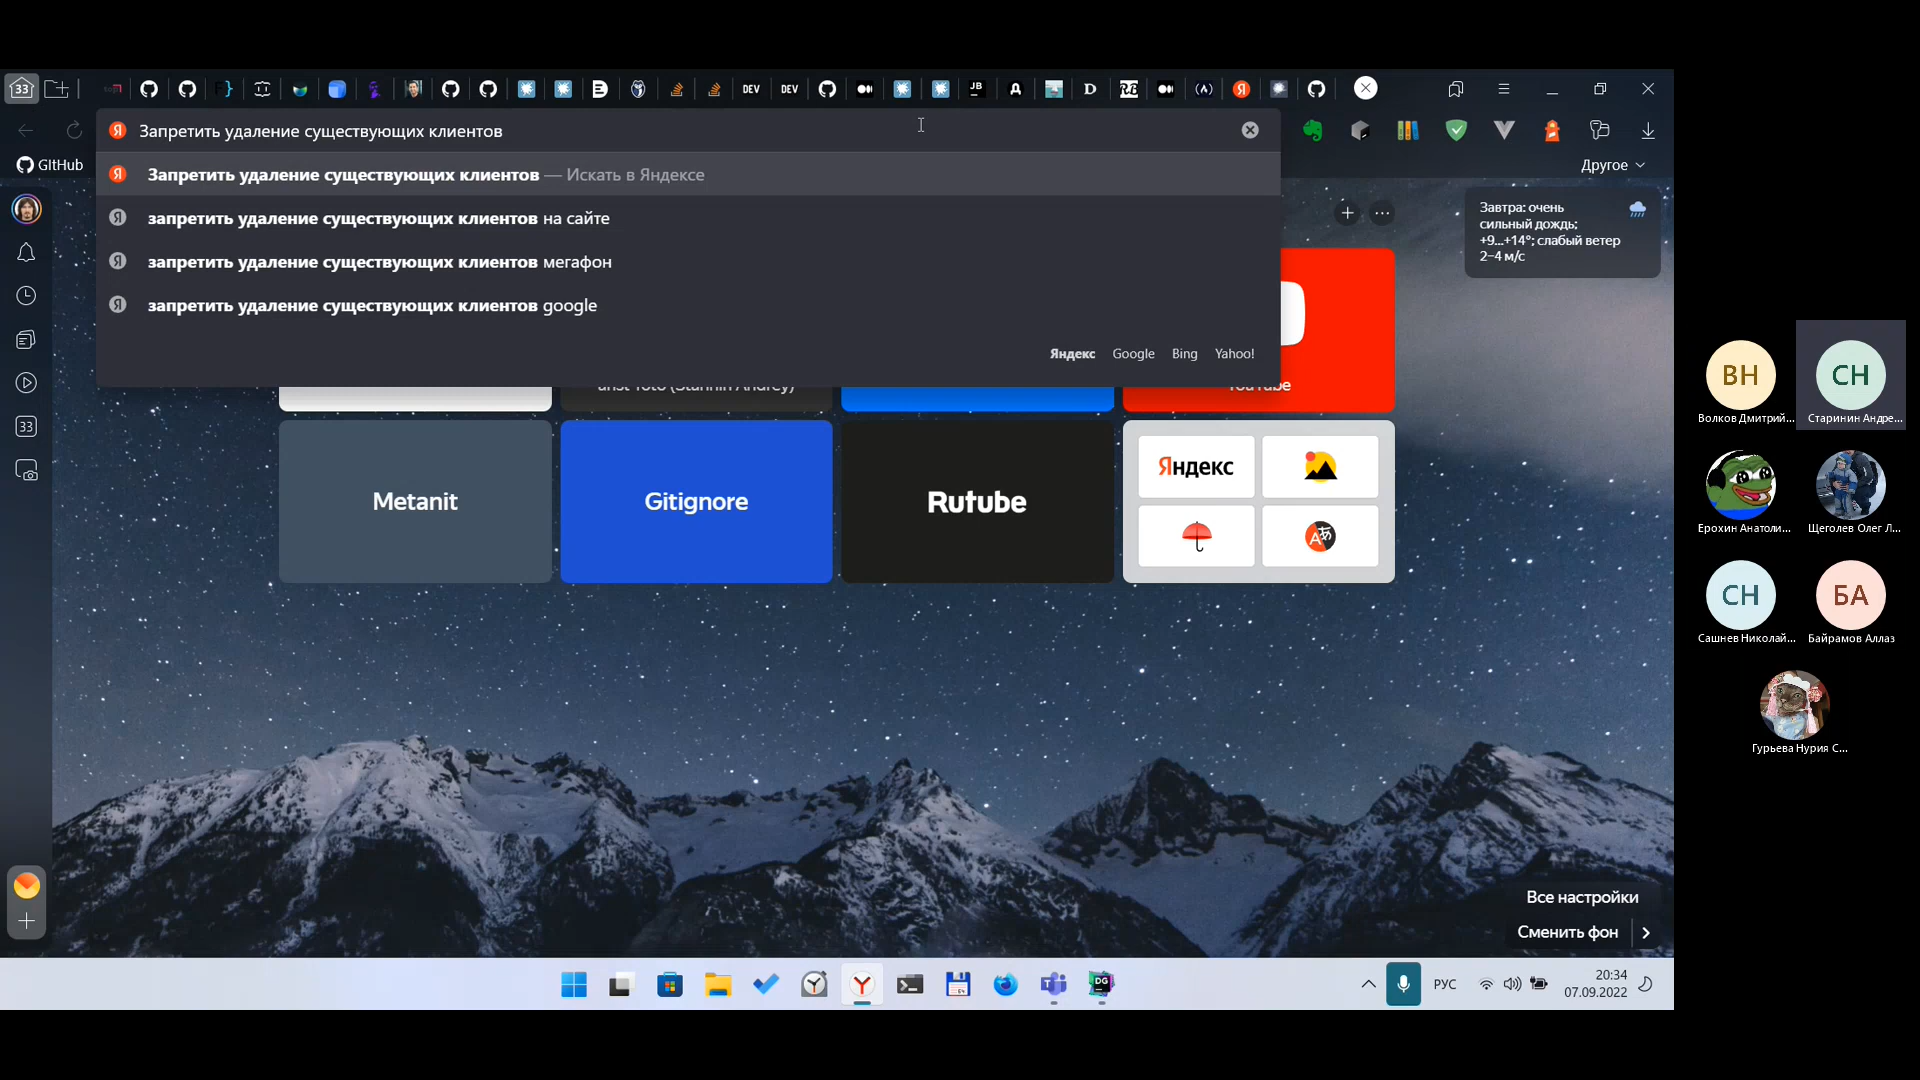 33
DEV
DEV
JB
D
Запретить удаление существующих клиентов
Запретить удаление существующих клиентов — Искать в Яндексе
запретить удаление существующих клиентов на сайте
запретить удаление существующих клиентов мегафон
запретить удаление существующих клиентов google
Яндекс Google Bing Yahoo!
GItHub
Другое
Завтра: очень
сильный дождь;
+9...+14°; слабый ветер
2–4 м/с
YouTube
33
Metanit
Gitignore
Rutube
Яндекс
Все настройки
Сменить фон
РУС
20:34
07.09.2022
ВН
Волков Дмитрий...
СН
Старинин Андре...
Ерохин Анатоли...
Щеголев Олег Л...
СН
Сашнев Николай...
БА
Байрамов Аллаз
Гурьева Нурия С...